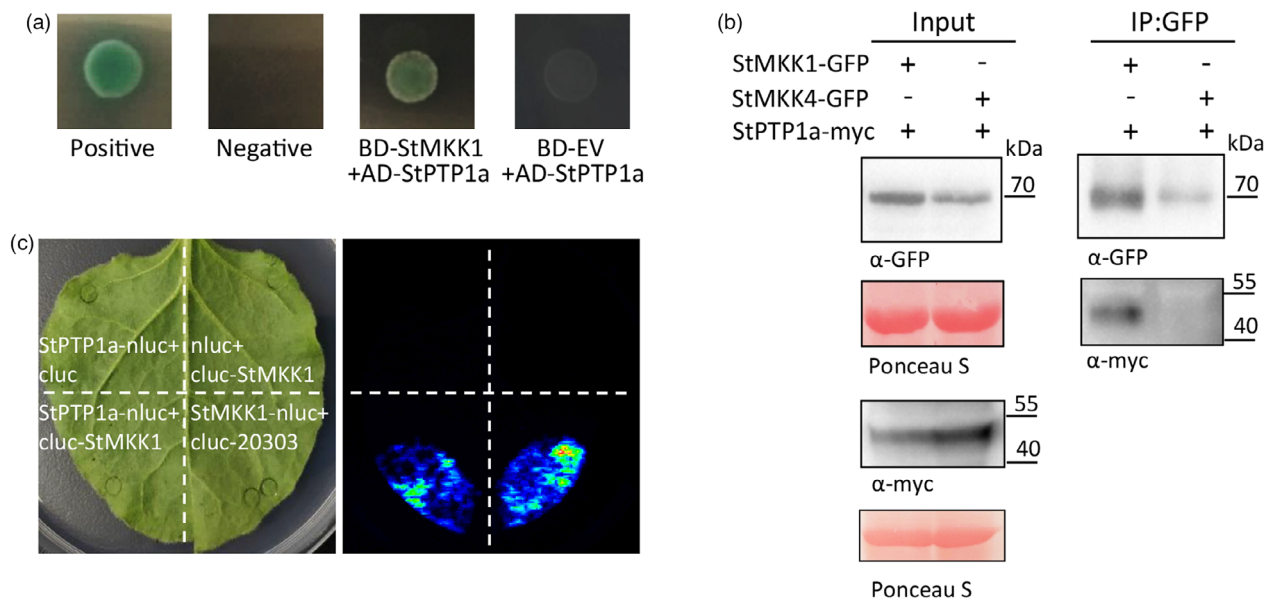 (a)
Positive
Negative
BD-StMKK1
+AD-StPTP1a
BD-EV
+AD-StPTP1a
(b)
Input
IP:GFP
StMKK1-GFP + - + -
StMKK4-GFP - + - +
StPTP1a-myc + + + +
kDa
70
kDa
70
α-GFP
α-GFP
55
40
Ponceau S
α-myc
55
40
α-myc
Ponceau S
(c)
StPTP1a-nluc+
cluc
nluc+
cluc-StMKK1
StPTP1a-nluc+
cluc-StMKK1
StMKK1-nluc+
cluc-20303